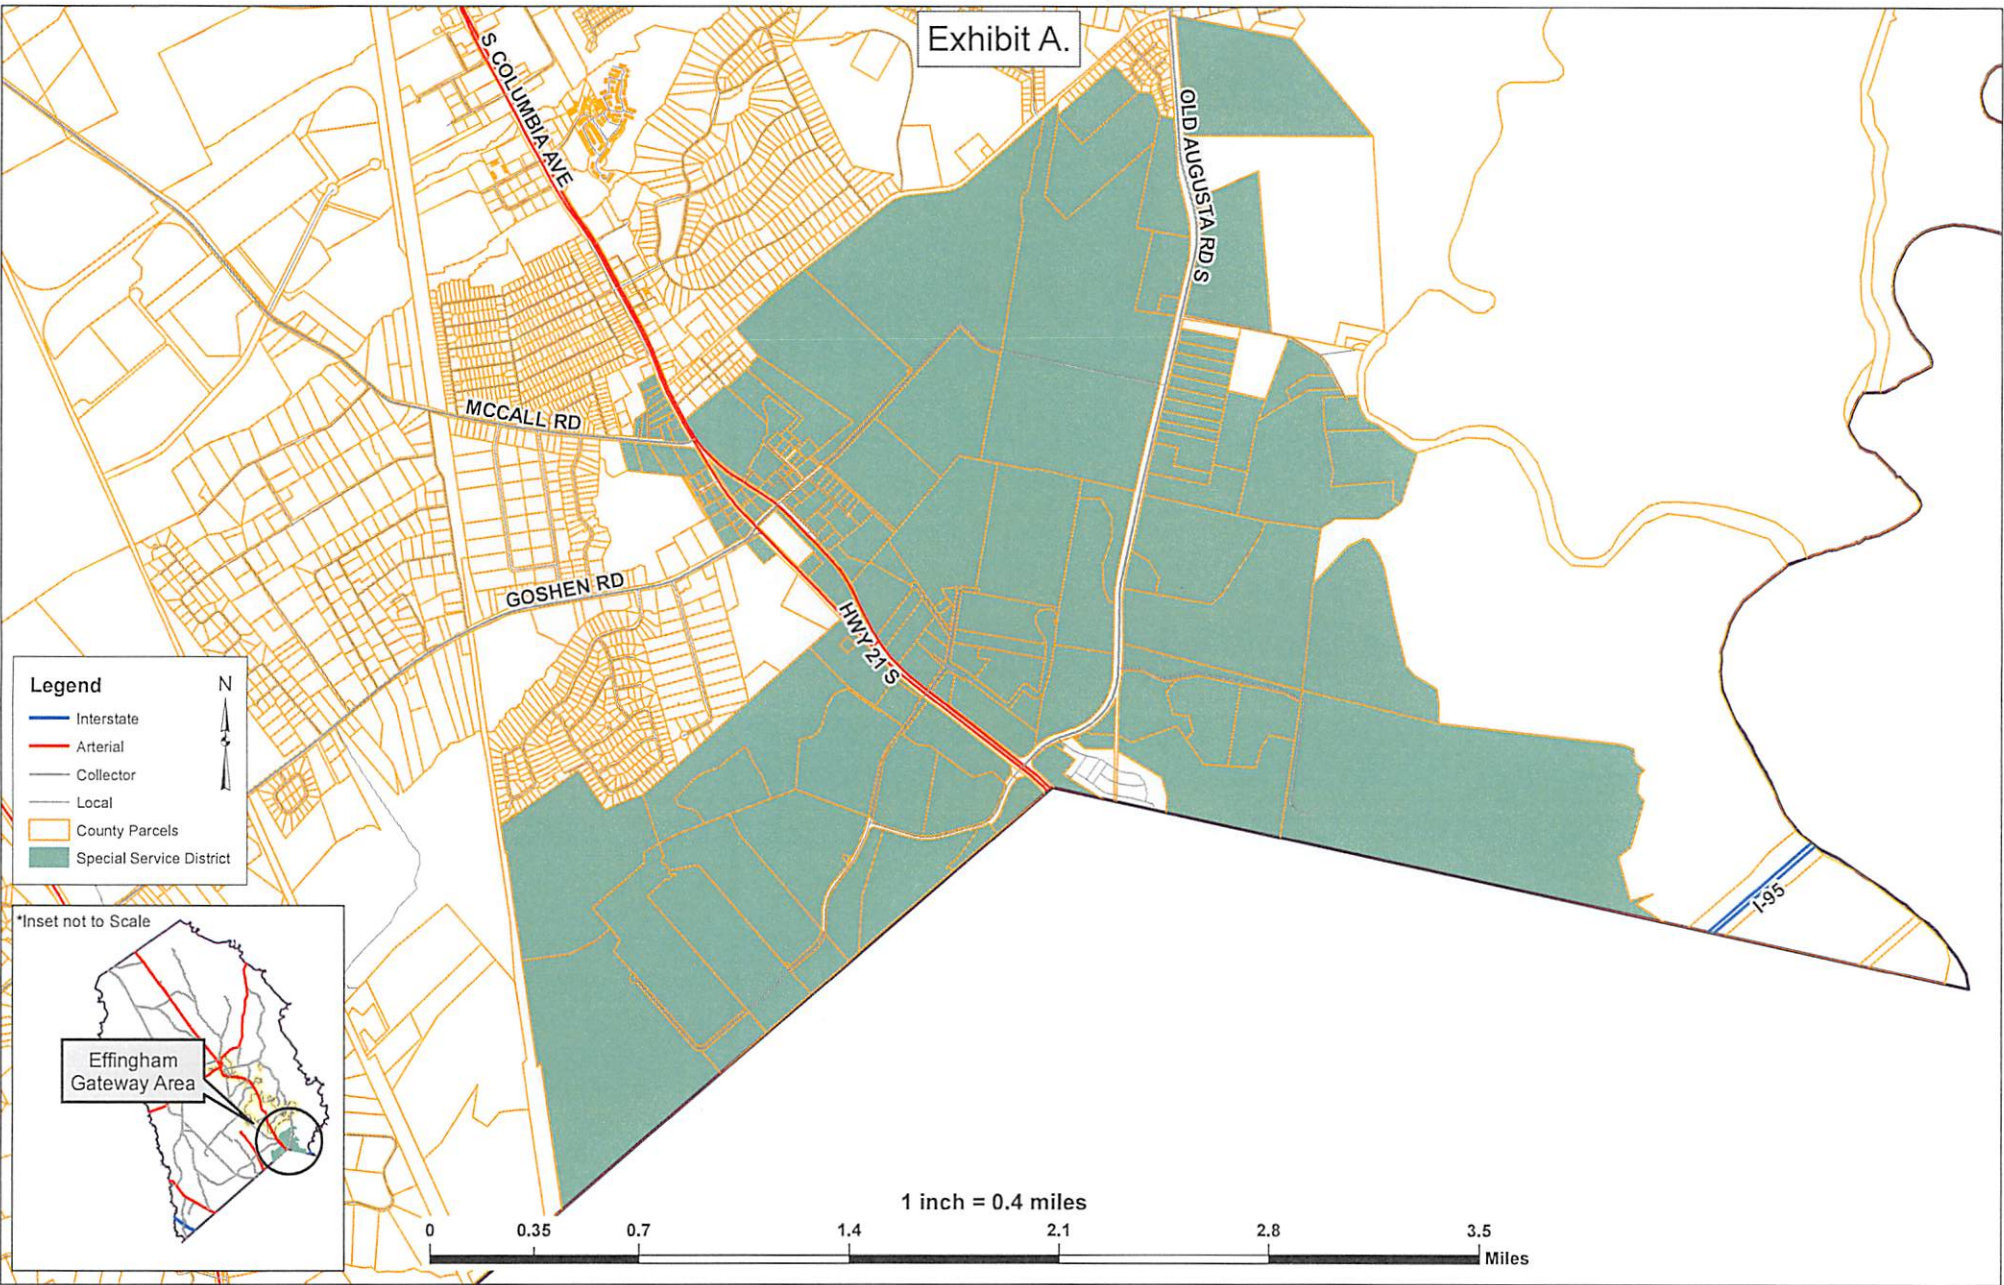 Exhibit A.
S COLUMBIA AVE
OLD AUGUSTA RD S
MCCALL RD
GOSHEN RD
HWY 21 S
I-95
Legend
N
Interstate
Arterial
Collector
Local
County Parcels
Special Service District
*Inset not to Scale
Effingham
Gateway Area
1 inch = 0.4 miles
0 0.35 0.7 1.4 2.1 2.8 3.5
Miles